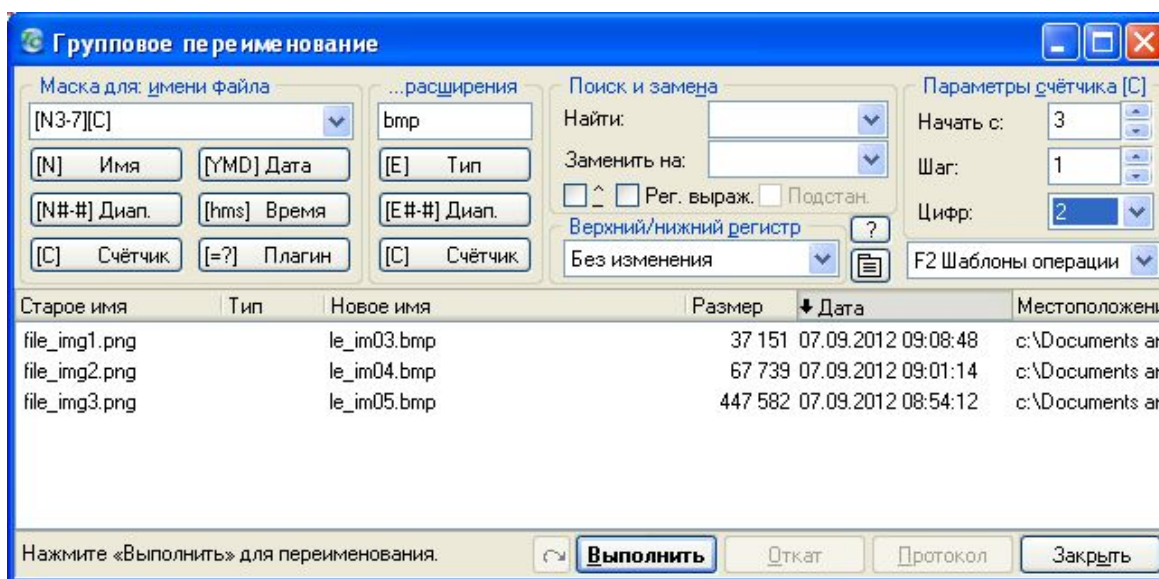 Групповое переименование
Маска для: имени файла ...расширения Поиск и замена Параметры счётчика [C]
[N3-7][C] bmp Найти: Начать с: 3
[N] Имя [YMD] Дата [E] Тип Заменить на: Шаг: 1
^ Рег. выраж. Подстан.
[N#-#] Диап. [hms] Время [E#-#] Диап. Цифр: 2
Верхний/нижний регистр ?
[C] Счётчик [=?] Плагин [C] Счётчик Без изменения F2 Шаблоны операции
Старое имя Тип Новое имя Размер Дата Местоположени
file_img1.png le_im03.bmp 37 151 07.09.2012 09:08:48 c:\Documents ar
file_img2.png le_im04.bmp 67 739 07.09.2012 09:01:14 c:\Documents ar
file_img3.png le_im05.bmp 447 582 07.09.2012 08:54:12 c:\Documents ar
Нажмите «Выполнить» для переименования. Выполнить Откат Протокол Закрыть